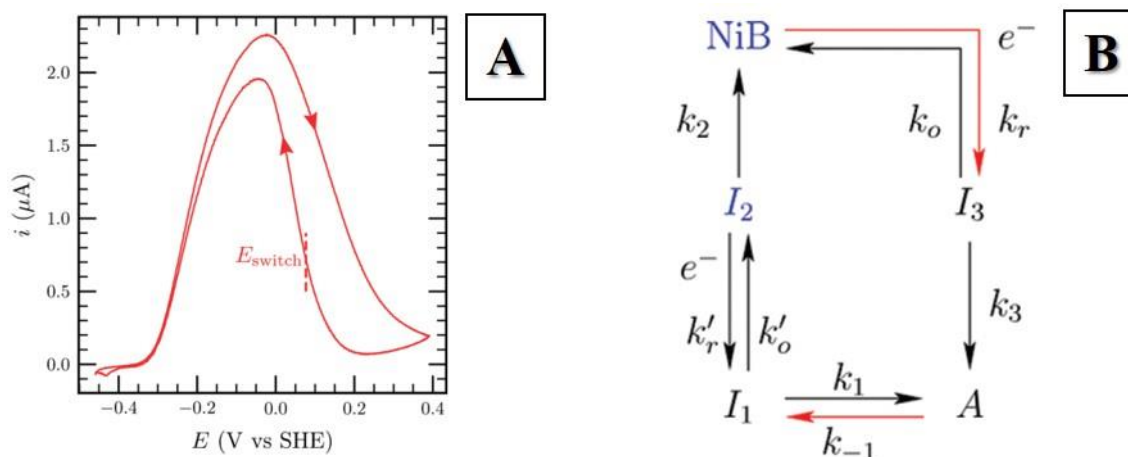 A
i (μA)
2.0
1.5
1.0
0.5
0.0
E_switch
−0.4
−0.2
0.0
0.2
0.4
E (V vs SHE)
B
NiB
e⁻
k₂
k_o
k_r
I₂
I₃
e⁻
k′_r
k′_o
k₃
I₁
k₁
A
k₋₁